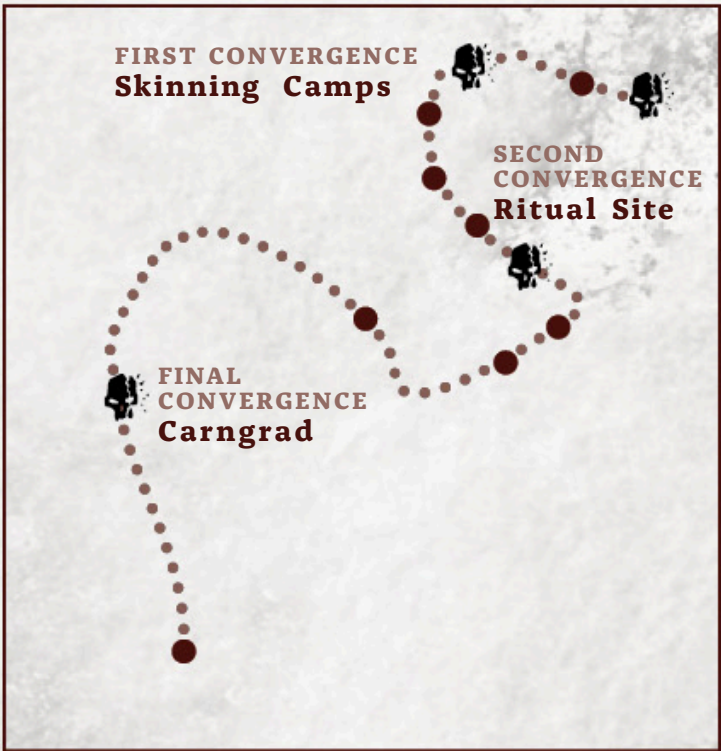 FIRST CONVERGENCE
Skinning Camps
SECOND
CONVERGENCE
Ritual Site
FINAL
CONVERGENCE
Carngrad